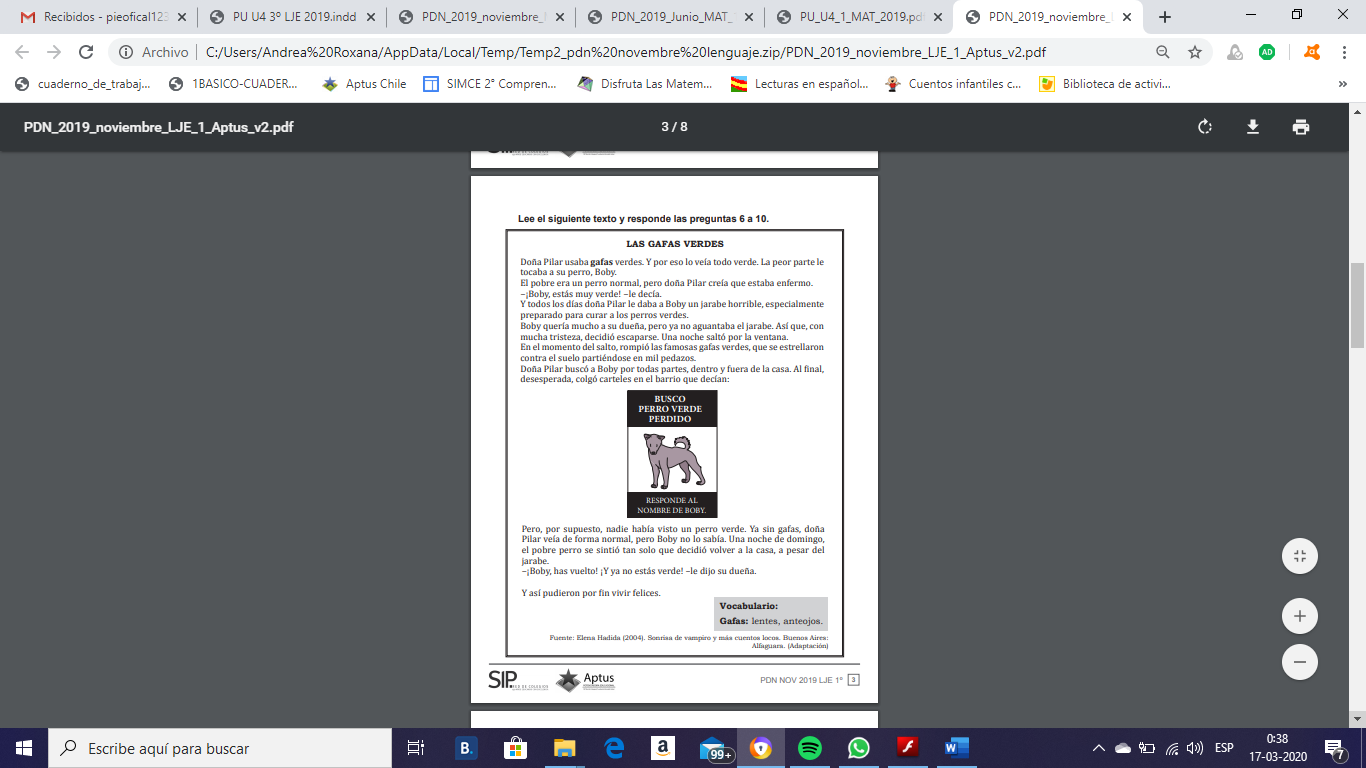 Recibidos - pieofical123
PU U4 3º LJE 2019.indd
PDN_2019_noviembre_
PDN_2019_Junio_MAT_
PU_U4_1_MAT_2019.pdf
PDN_2019_noviembre_
Archivo
C:/Users/Andrea%20Roxana/AppData/Local/Temp/Temp2_pdn%20novembre%20lenguaje.zip/PDN_2019_noviembre_LJE_1_Aptus_v2.pdf
AD
cuaderno_de_trabaj...
1BASICO-CUADER...
Aptus Chile
SIMCE 2° Compren...
Disfruta Las Matem...
Lecturas en español...
Cuentos infantiles c...
Biblioteca de activi...
»
PDN_2019_noviembre_LJE_1_Aptus_v2.pdf
3 / 8
Lee el siguiente texto y responde las preguntas 6 a 10.
LAS GAFAS VERDES
Doña Pilar usaba gafas verdes. Y por eso lo veía todo verde. La peor parte le
tocaba a su perro, Boby.
El pobre era un perro normal, pero doña Pilar creía que estaba enfermo.
–¡Boby, estás muy verde! –le decía.
Y todos los días doña Pilar le daba a Boby un jarabe horrible, especialmente
preparado para curar a los perros verdes.
Boby quería mucho a su dueña, pero ya no aguantaba el jarabe. Así que, con
mucha tristeza, decidió escaparse. Una noche saltó por la ventana.
En el momento del salto, rompió las famosas gafas verdes, que se estrellaron
contra el suelo partiéndose en mil pedazos.
Doña Pilar buscó a Boby por todas partes, dentro y fuera de la casa. Al final,
desesperada, colgó carteles en el barrio que decían:
BUSCO
PERRO VERDE
PERDIDO
RESPONDE AL
NOMBRE DE BOBY.
Pero, por supuesto, nadie había visto un perro verde. Ya sin gafas, doña
Pilar veía de forma normal, pero Boby no lo sabía. Una noche de domingo,
el pobre perro se sintió tan solo que decidió volver a la casa, a pesar del
jarabe.
–¡Boby, has vuelto! ¡Y ya no estás verde! –le dijo su dueña.
Y así pudieron por fin vivir felices.
Vocabulario:
Gafas: lentes, anteojos.
Fuente: Elena Hadida (2004). Sonrisa de vampiro y más cuentos locos. Buenos Aires:
Alfaguara. (Adaptación)
SIP.
Aptus
PDN NOV 2019 LJE 1° 3
Escribe aquí para buscar
B.
a
99+
W
ESP
0:38
17-03-2020
7